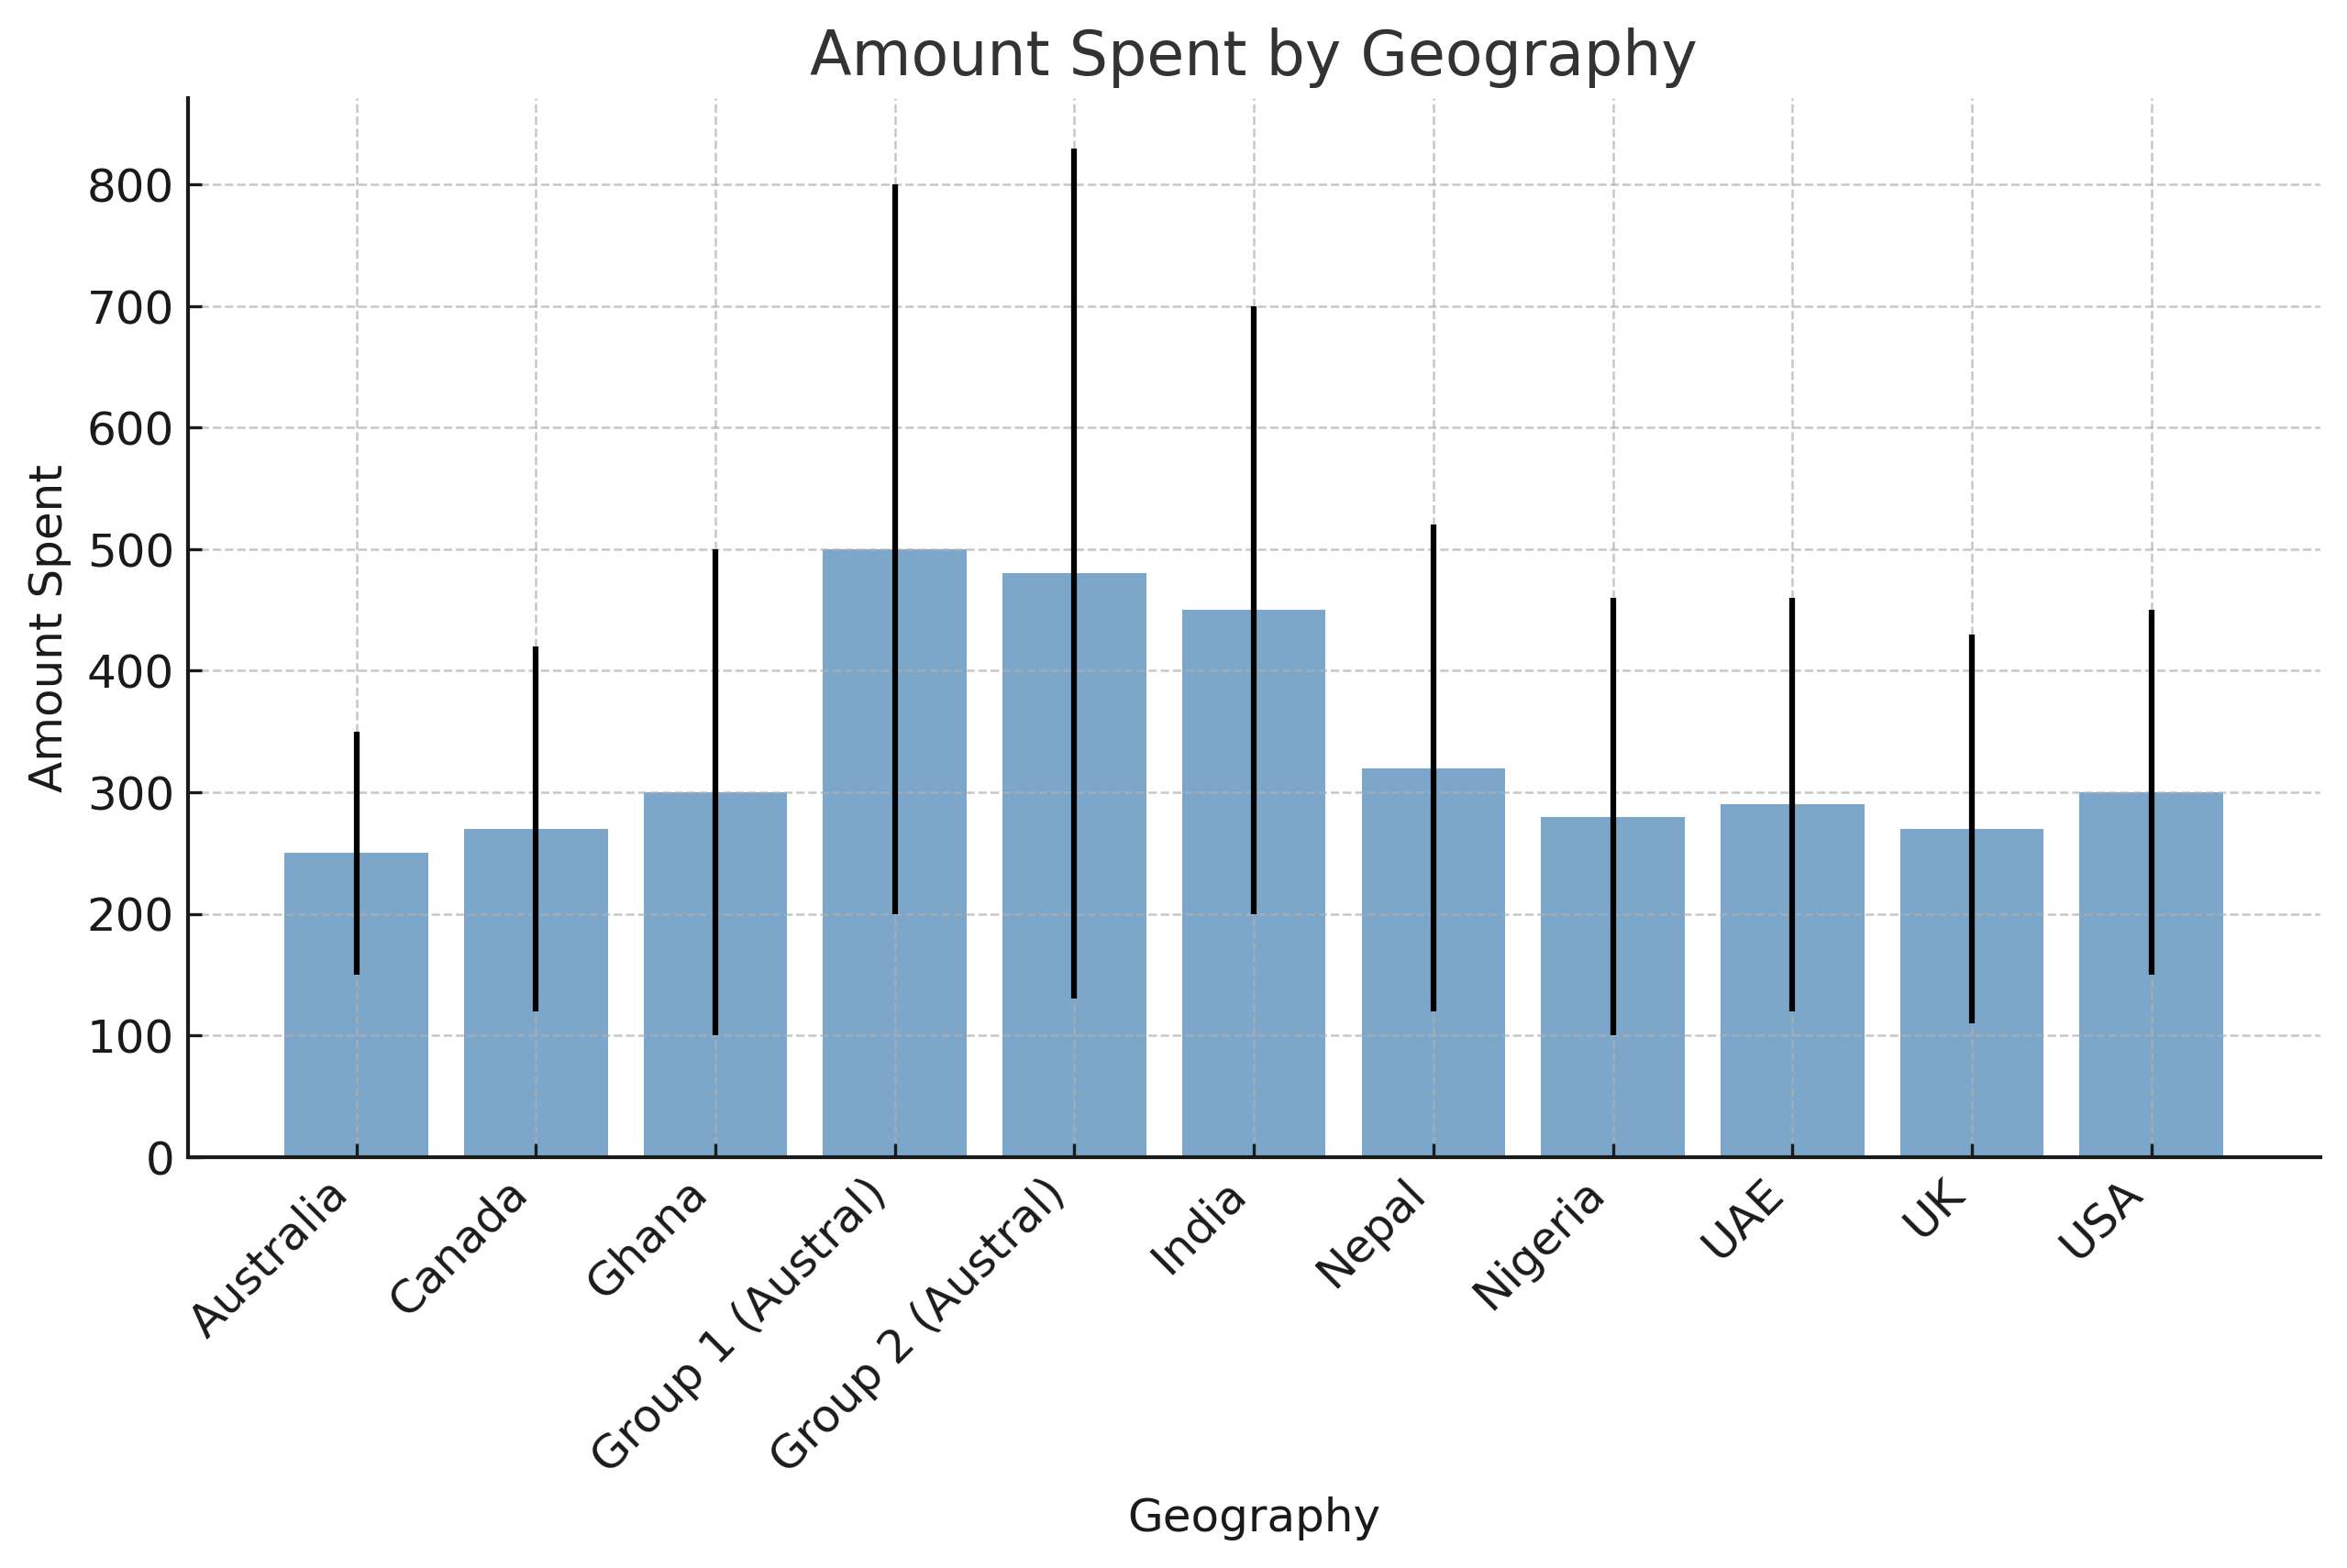 Amount Spent by Geography
Amount Spent
800
700
600
500
400
300
200
100
0
Australia
Canada
Ghana
Group 1 (Austral)
Group 2 (Austral)
India
Nepal
Nigeria
UAE
UK
USA
Geography